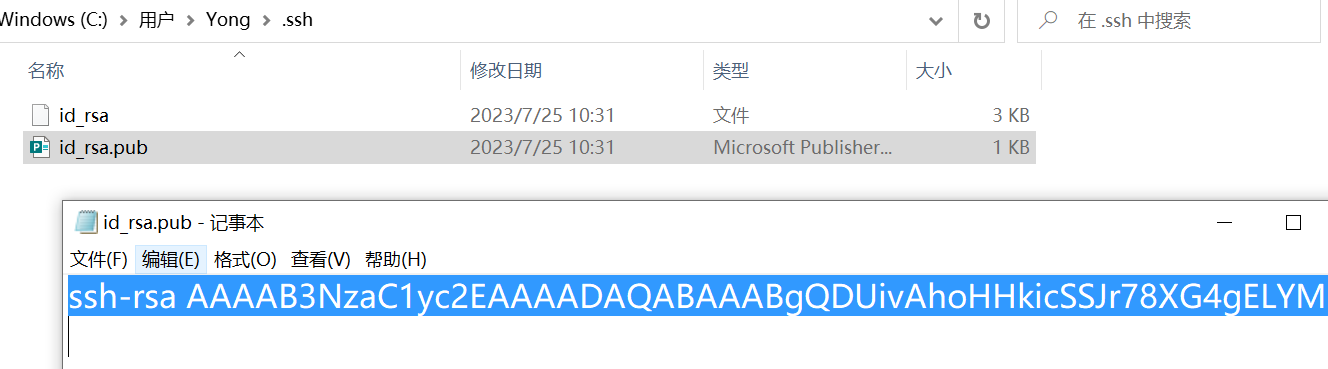 Windows (C:) > 用户 > Yong > .ssh
在 .ssh 中搜索
名称 修改日期 类型 大小
id_rsa 2023/7/25 10:31 文件 3 KB
id_rsa.pub 2023/7/25 10:31 Microsoft Publisher... 1 KB
id_rsa.pub - 记事本
文件(F) 编辑(E) 格式(O) 查看(V) 帮助(H)
ssh-rsa AAAAB3NzaC1yc2EAAAADAQABAAABgQDUivAhoHHkicSSJr78XG4gELYM